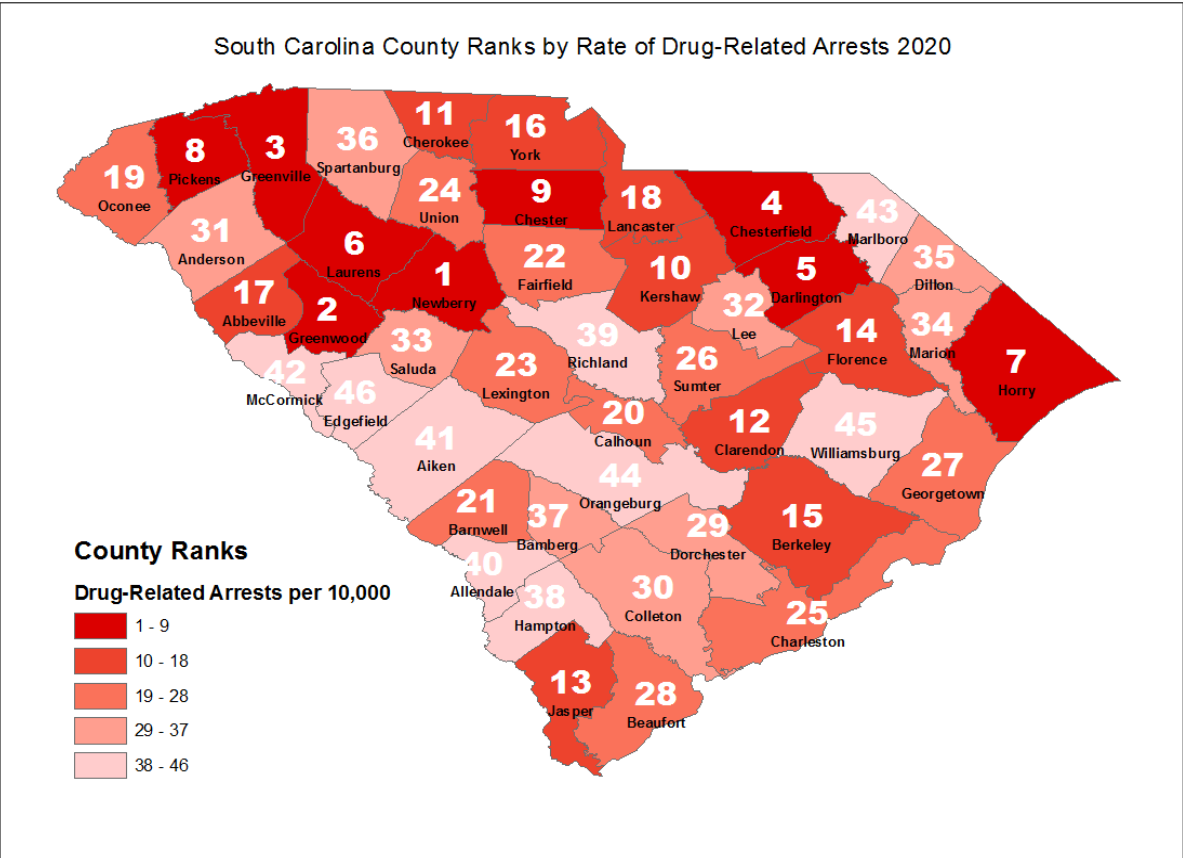 South Carolina County Ranks by Rate of Drug-Related Arrests 2020
11
Cherokee
16
York
8
Pickens
3
Greenville
36
Spartanburg
19
Oconee
24
Union
9
Chester
18
Lancaster
4
Chesterfield
43
Marlboro
31
Anderson
6
Laurens
1
Newberry
22
Fairfield
10
Kershaw
5
Darlington
35
Dillon
17
Abbeville
2
Greenwood
33
Saluda
39
Richland
32
Lee
14
Florence
34
Marion
7
Horry
42
McCormick
46
Edgefield
23
Lexington
26
Sumter
20
Calhoun
12
Clarendon
45
Williamsburg
41
Aiken
44
Orangeburg
27
Georgetown
21
Barnwell
37
Bamberg
29
Dorchester
15
Berkeley
40
Allendale
38
Hampton
30
Colleton
25
Charleston
13
Jasper
28
Beaufort
County Ranks
Drug-Related Arrests per 10,000
1 - 9
10 - 18
19 - 28
29 - 37
38 - 46